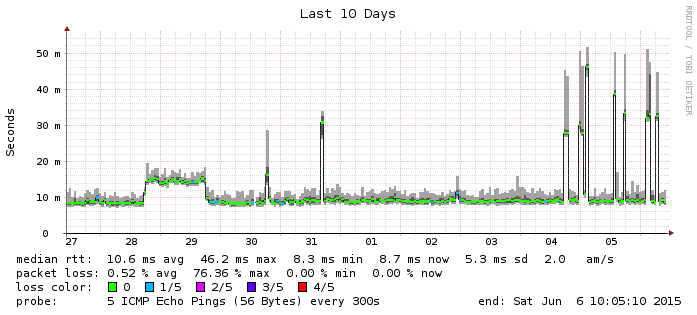 Last 10 Days
RRDTOOL / TOBI OETIKER
Seconds
50 m
40 m
30 m
20 m
10 m
0
27 28 29 30 31 01 02 03 04 05
median rtt: 10.6 ms avg 46.2 ms max 8.3 ms min 8.7 ms now 5.3 ms sd 2.0 am/s
packet loss: 0.52 % avg 76.36 % max 0.00 % min 0.00 % now
loss color: 0 1/5 2/5 3/5 4/5
probe: 5 ICMP Echo Pings (56 Bytes) every 300s end: Sat Jun 6 10:05:10 2015